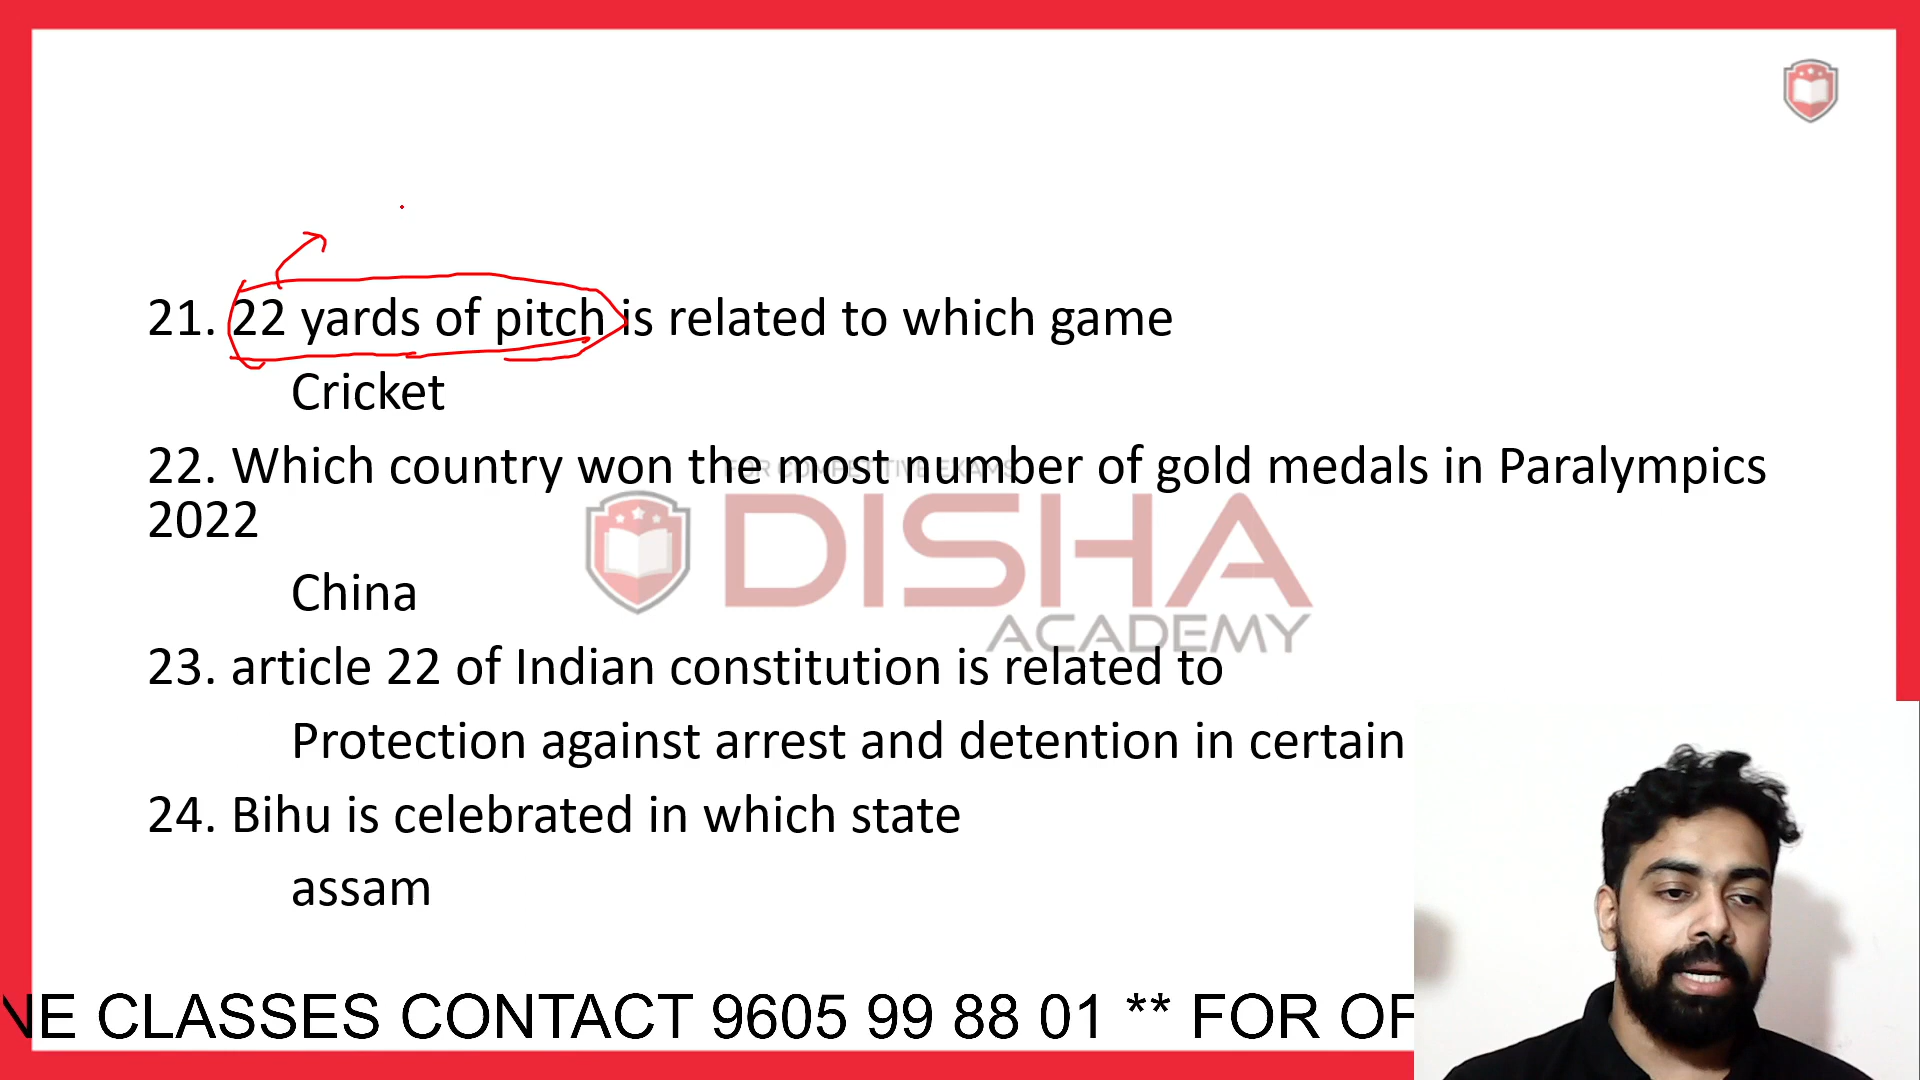 21. 22 yards of pitch is related to which game
Cricket
22. Which country won the most number of gold medals in Paralympics
2022
FOR COMPETITIVE EXAMS
DISHA
ACADEMY
China
23. article 22 of Indian constitution is related to
Protection against arrest and detention in certain
24. Bihu is celebrated in which state
assam
NE CLASSES CONTACT 9605 99 88 01 ** FOR OF